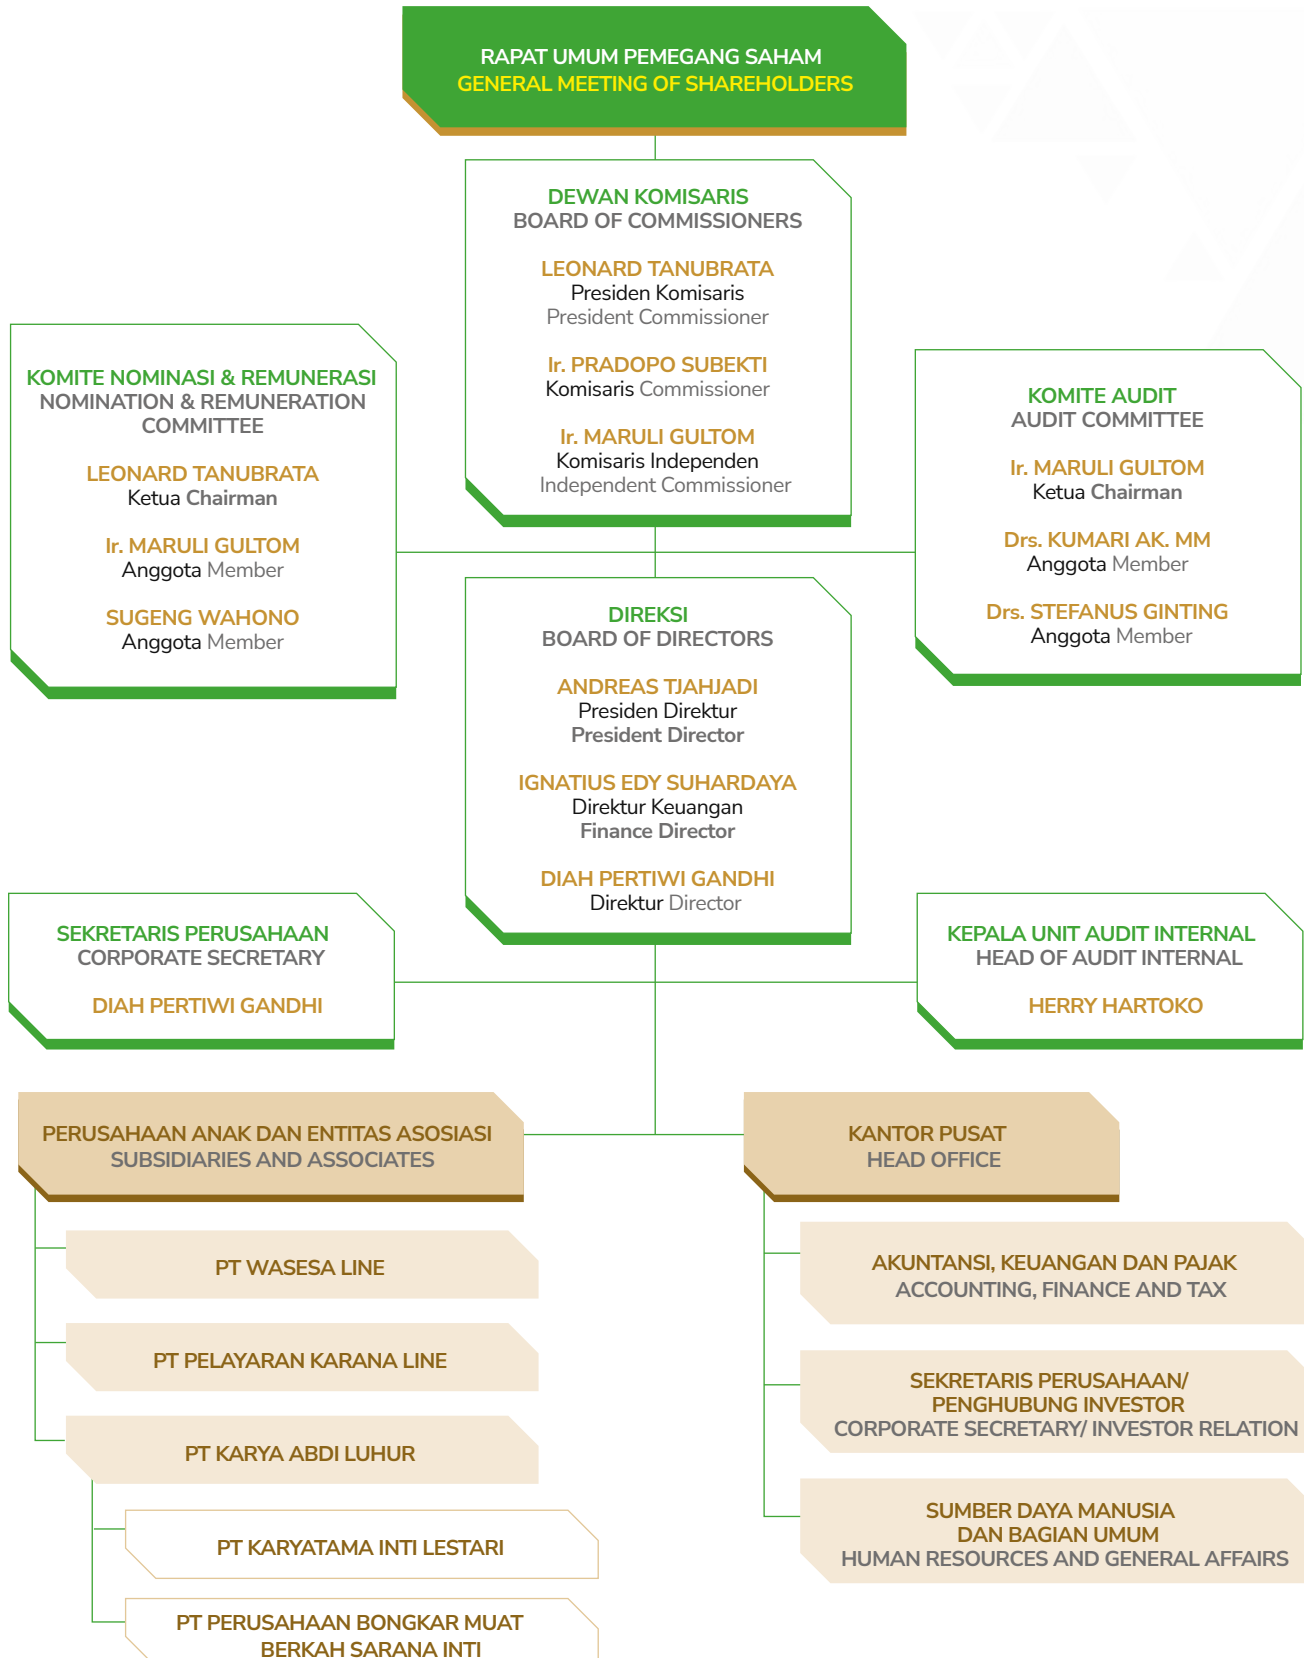 RAPAT UMUM PEMEGANG SAHAM
GENERAL MEETING OF SHAREHOLDERS
DEWAN KOMISARIS
BOARD OF COMMISSIONERS
LEONARD TANUBRATA
Presiden Komisaris
President Commissioner
Ir. PRADOPO SUBEKTI
Komisaris Commissioner
Ir. MARULI GULTOM
Komisaris Independen
Independent Commissioner
KOMITE NOMINASI & REMUNERASI
NOMINATION & REMUNERATION
COMMITTEE
LEONARD TANUBRATA
Ketua Chairman
Ir. MARULI GULTOM
Anggota Member
SUGENG WAHONO
Anggota Member
KOMITE AUDIT
AUDIT COMMITTEE
Ir. MARULI GULTOM
Ketua Chairman
Drs. KUMARI AK. MM
Anggota Member
Drs. STEFANUS GINTING
Anggota Member
DIREKSI
BOARD OF DIRECTORS
ANDREAS TJAHJADI
Presiden Direktur
President Director
IGNATIUS EDY SUHARDAYA
Direktur Keuangan
Finance Director
DIAH PERTIWI GANDHI
Direktur Director
SEKRETARIS PERUSAHAAN
CORPORATE SECRETARY
DIAH PERTIWI GANDHI
KEPALA UNIT AUDIT INTERNAL
HEAD OF AUDIT INTERNAL
HERRY HARTOKO
PERUSAHAAN ANAK DAN ENTITAS ASOSIASI
SUBSIDIARIES AND ASSOCIATES
PT WASESA LINE
PT PELAYARAN KARANA LINE
PT KARYA ABDI LUHUR
PT KARYATAMA INTI LESTARI
PT PERUSAHAAN BONGKAR MUAT
BERKAH SARANA INTI
KANTOR PUSAT
HEAD OFFICE
AKUNTANSI, KEUANGAN DAN PAJAK
ACCOUNTING, FINANCE AND TAX
SEKRETARIS PERUSAHAAN/
PENGHUBUNG INVESTOR
CORPORATE SECRETARY/ INVESTOR RELATION
SUMBER DAYA MANUSIA
DAN BAGIAN UMUM
HUMAN RESOURCES AND GENERAL AFFAIRS